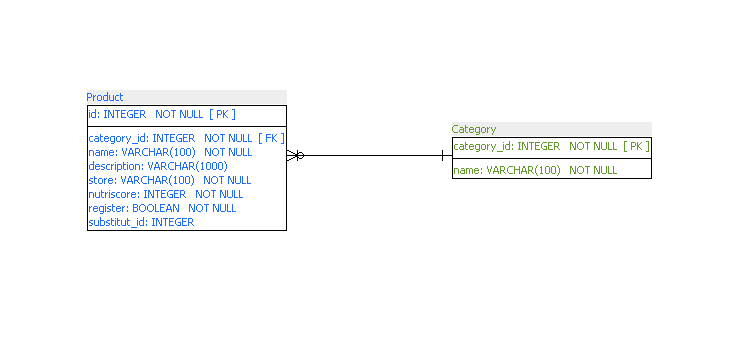 Product
id: INTEGER NOT NULL [ PK ]
category_id: INTEGER NOT NULL [ FK ]
name: VARCHAR(100) NOT NULL
description: VARCHAR(1000)
store: VARCHAR(100) NOT NULL
nutriscore: INTEGER NOT NULL
register: BOOLEAN NOT NULL
substitut_id: INTEGER
Category
category_id: INTEGER NOT NULL [ PK ]
name: VARCHAR(100) NOT NULL